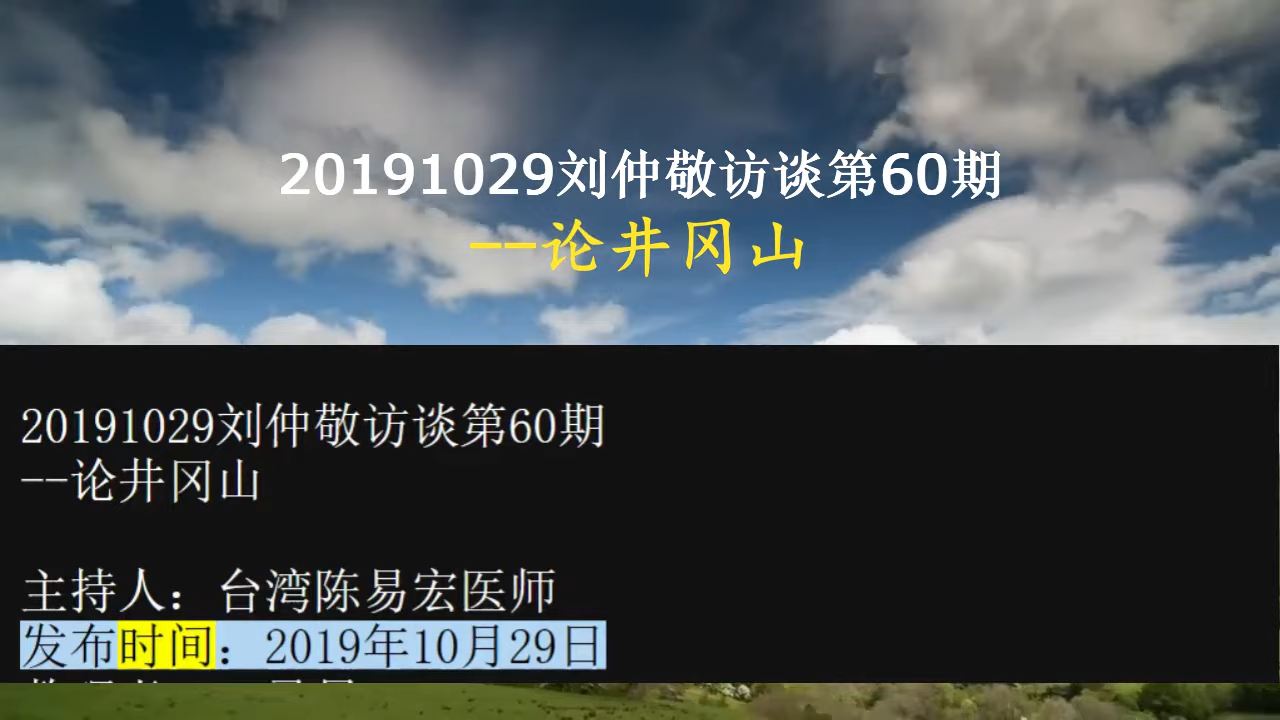 20191029刘仲敬访谈第60期
--论井冈山
20191029刘仲敬访谈第60期
--论井冈山
主持人：台湾陈易宏医师
发布时间：2019年10月29日